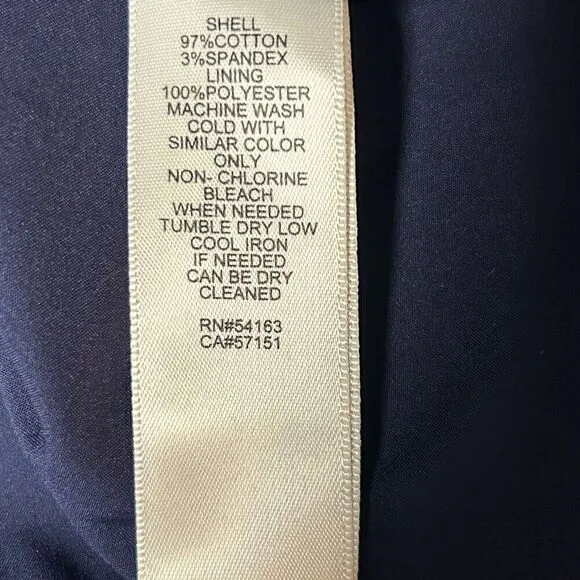 SHELL
97%COTTON
3%SPANDEX
LINING
100%POLYESTER
MACHINE WASH
COLD WITH
SIMILAR COLOR
ONLY
NON- CHLORINE
BLEACH
WHEN NEEDED
TUMBLE DRY LOW
COOL IRON
IF NEEDED
CAN BE DRY
CLEANED
RN#54163
CA#57151